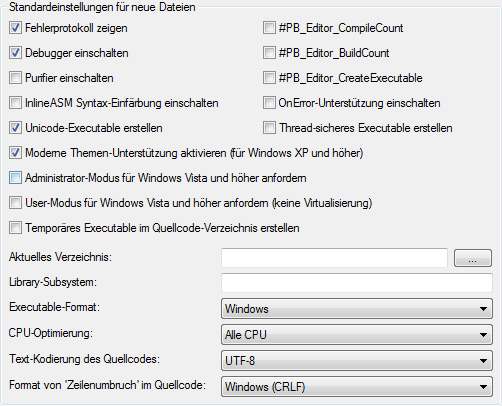 Standardeinstellungen für neue Dateien
Fehlerprotokoll zeigen
#PB_Editor_CompileCount
Debugger einschalten
#PB_Editor_BuildCount
Purifier einschalten
#PB_Editor_CreateExecutable
InlineASM Syntax-Einfärbung einschalten
OnError-Unterstützung einschalten
Unicode-Executable erstellen
Thread-sicheres Executable erstellen
Moderne Themen-Unterstützung aktivieren (für Windows XP und höher)
Administrator-Modus für Windows Vista und höher anfordern
User-Modus für Windows Vista und höher anfordern (keine Virtualisierung)
Temporäres Executable im Quellcode-Verzeichnis erstellen
Aktuelles Verzeichnis:
...
Library-Subsystem:
Executable-Format:
Windows
CPU-Optimierung:
Alle CPU
Text-Kodierung des Quellcodes:
UTF-8
Format von 'Zeilenumbruch' im Quellcode:
Windows (CRLF)